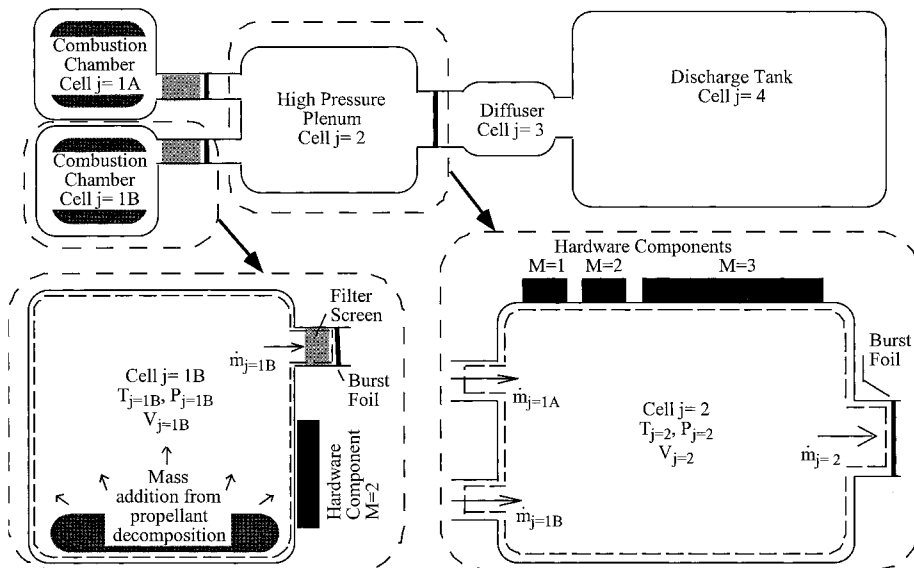 Combustion
Chamber
Cell j= 1A
High Pressure
Plenum
Cell j= 2
Diffuser
Cell j= 3
Discharge Tank
Cell j= 4
Combustion
Chamber
Cell j= 1B
Filter
Screen
ṁj=1B
Burst
Foil
Cell j= 1B
Tj=1B, Pj=1B
Vj=1B
Mass
addition from
propellant
decomposition
Hardware
Component
M=2
Hardware Components
M=1 M=2 M=3
Burst
Foil
ṁj=1A
Cell j= 2
Tj=2, Pj=2
Vj=2
ṁj= 2
ṁj=1B